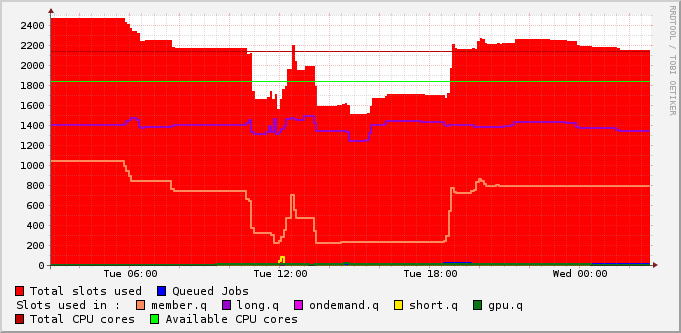 2400
2200
2000
1800
1600
1400
1200
1000
800
600
400
200
0
Tue 06:00 Tue 12:00 Tue 18:00 Wed 00:00
RRDTOOL / TOBI OETIKER
Total slots used Queued Jobs
Slots used in : member.q long.q ondemand.q short.q gpu.q
Total CPU cores Available CPU cores